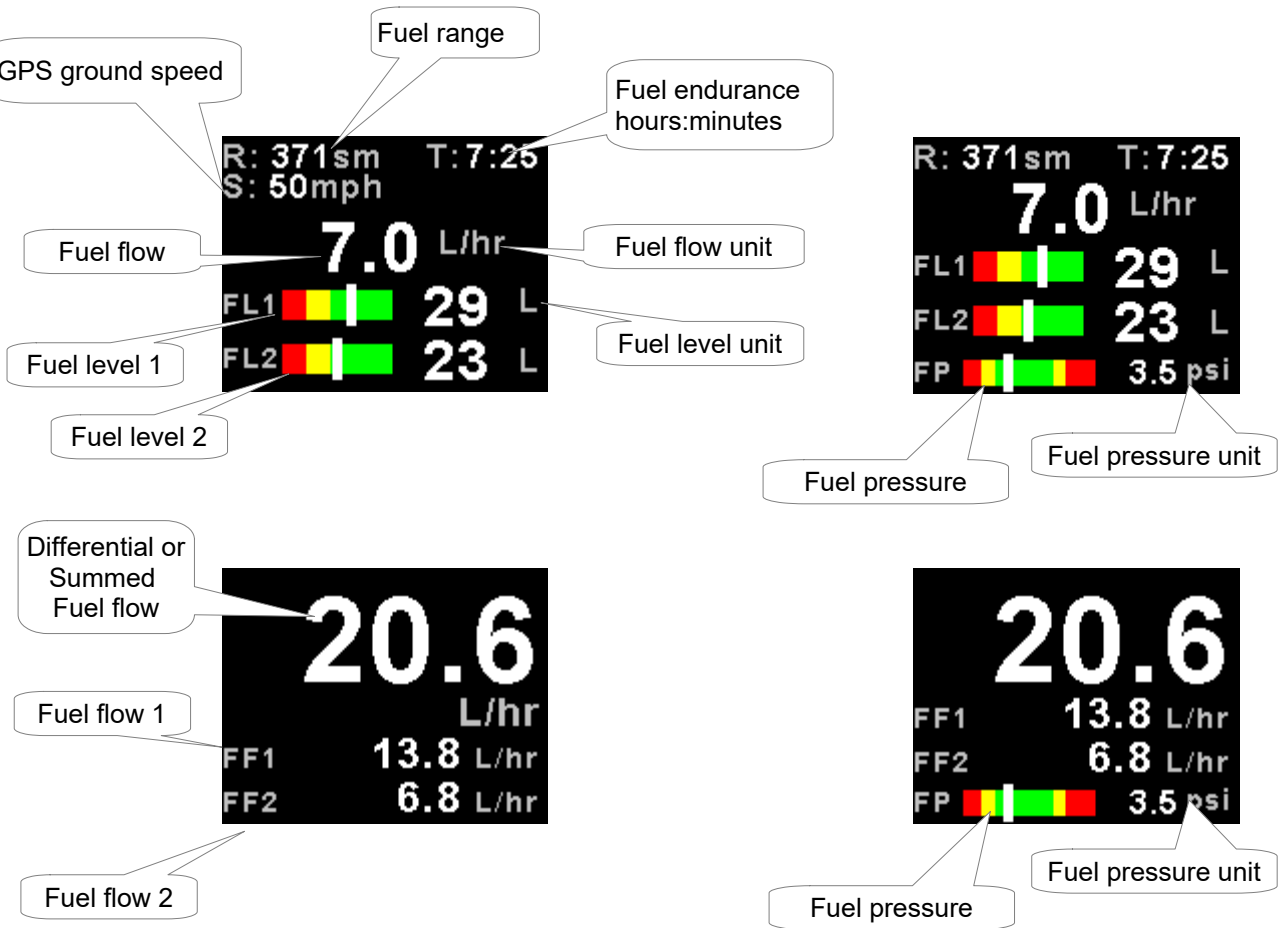 Fuel range
GPS ground speed
Fuel endurance
hours:minutes
R: 371sm T:7:25
S: 50mph
7.0 L/hr
FL1 29 L
FL2 23 L
Fuel flow
Fuel flow unit
Fuel level 1
Fuel level unit
Fuel level 2
R: 371sm T:7:25
7.0 L/hr
FL1 29 L
FL2 23 L
FP 3.5 psi
Fuel pressure unit
Fuel pressure
Differential or
Summed
Fuel flow
20.6
L/hr
FF1 13.8 L/hr
FF2 6.8 L/hr
Fuel flow 1
Fuel flow 2
20.6
FF1 13.8 L/hr
FF2 6.8 L/hr
FP 3.5 psi
Fuel pressure unit
Fuel pressure